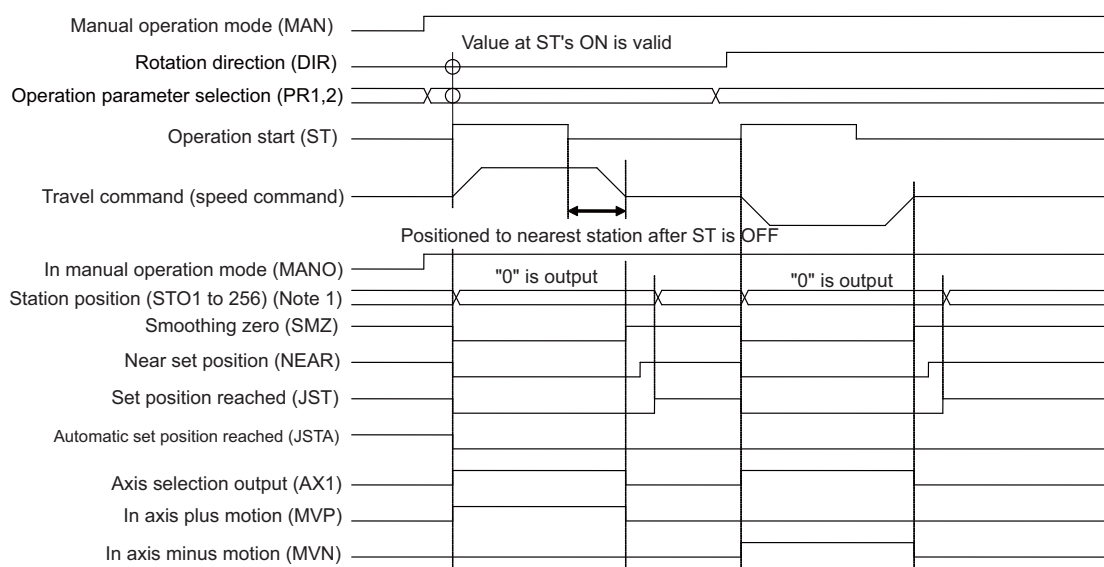 Manual operation mode (MAN)
Value at ST's ON is valid
Rotation direction (DIR)
Operation parameter selection (PR1,2)
Operation start (ST)
Travel command (speed command)
Positioned to nearest station after ST is OFF
In manual operation mode (MANO)
"0" is output
"0" is output
Station position (STO1 to 256) (Note 1)
Smoothing zero (SMZ)
Near set position (NEAR)
Set position reached (JST)
Automatic set position reached (JSTA)
Axis selection output (AX1)
In axis plus motion (MVP)
In axis minus motion (MVN)